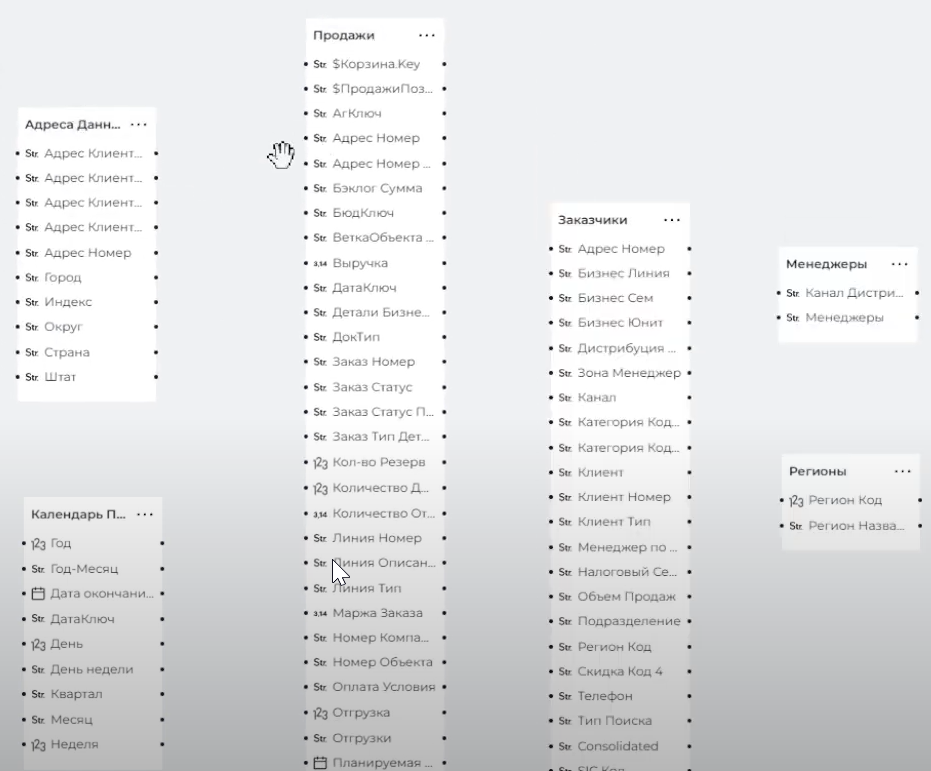 Продажи ...
Str. $Корзина.Key
Str. $ПродажиПоз...
Str. АгКлюч
Str. Адрес Номер
Str. Адрес Номер ...
Str. Бэклог Сумма
Str. БюдКлюч
Str. ВеткаОбъекта ...
3,14 Выручка
Str. ДатаКлюч
Str. Детали Бизне...
Str. ДокТип
Str. Заказ Номер
Str. Заказ Статус
Str. Заказ Статус П...
Str. Заказ Тип Дет...
123 Кол-во Резерв
123 Количество Д...
3,14 Количество От...
Str. Линия Номер
Str. Линия Описан...
Str. Линия Тип
3,14 Маржа Заказа
Str. Номер Компа...
Str. Номер Объекта
Str. Оплата Условия
123 Отгрузка
Str. Отгрузки
Планируемая ...
Адреса Данн... ...
Str. Адрес Клиент...
Str. Адрес Клиент...
Str. Адрес Клиент...
Str. Адрес Клиент...
Str. Адрес Номер
Str. Город
Str. Индекс
Str. Округ
Str. Страна
Str. Штат
Календарь П... ...
123 Год
Str. Год-Месяц
Дата окончани...
Str. ДатаКлюч
123 День
Str. День недели
Str. Квартал
Str. Месяц
123 Неделя
Заказчики ...
Str. Адрес Номер
Str. Бизнес Линия
Str. Бизнес Сем
Str. Бизнес Юнит
Str. Дистрибуция ...
Str. Зона Менеджер
Str. Канал
Str. Категория Код...
Str. Категория Код...
Str. Клиент
Str. Клиент Номер
Str. Клиент Тип
Str. Менеджер по ...
Str. Налоговый Се...
Str. Объем Продаж
Str. Подразделение
Str. Регион Код
Str. Скидка Код 4
Str. Телефон
Str. Тип Поиска
Str. Consolidated
Str. SIC Код
Менеджеры ...
Str. Канал Дистри...
Str. Менеджеры
Регионы ...
123 Регион Код
Str. Регион Назва...